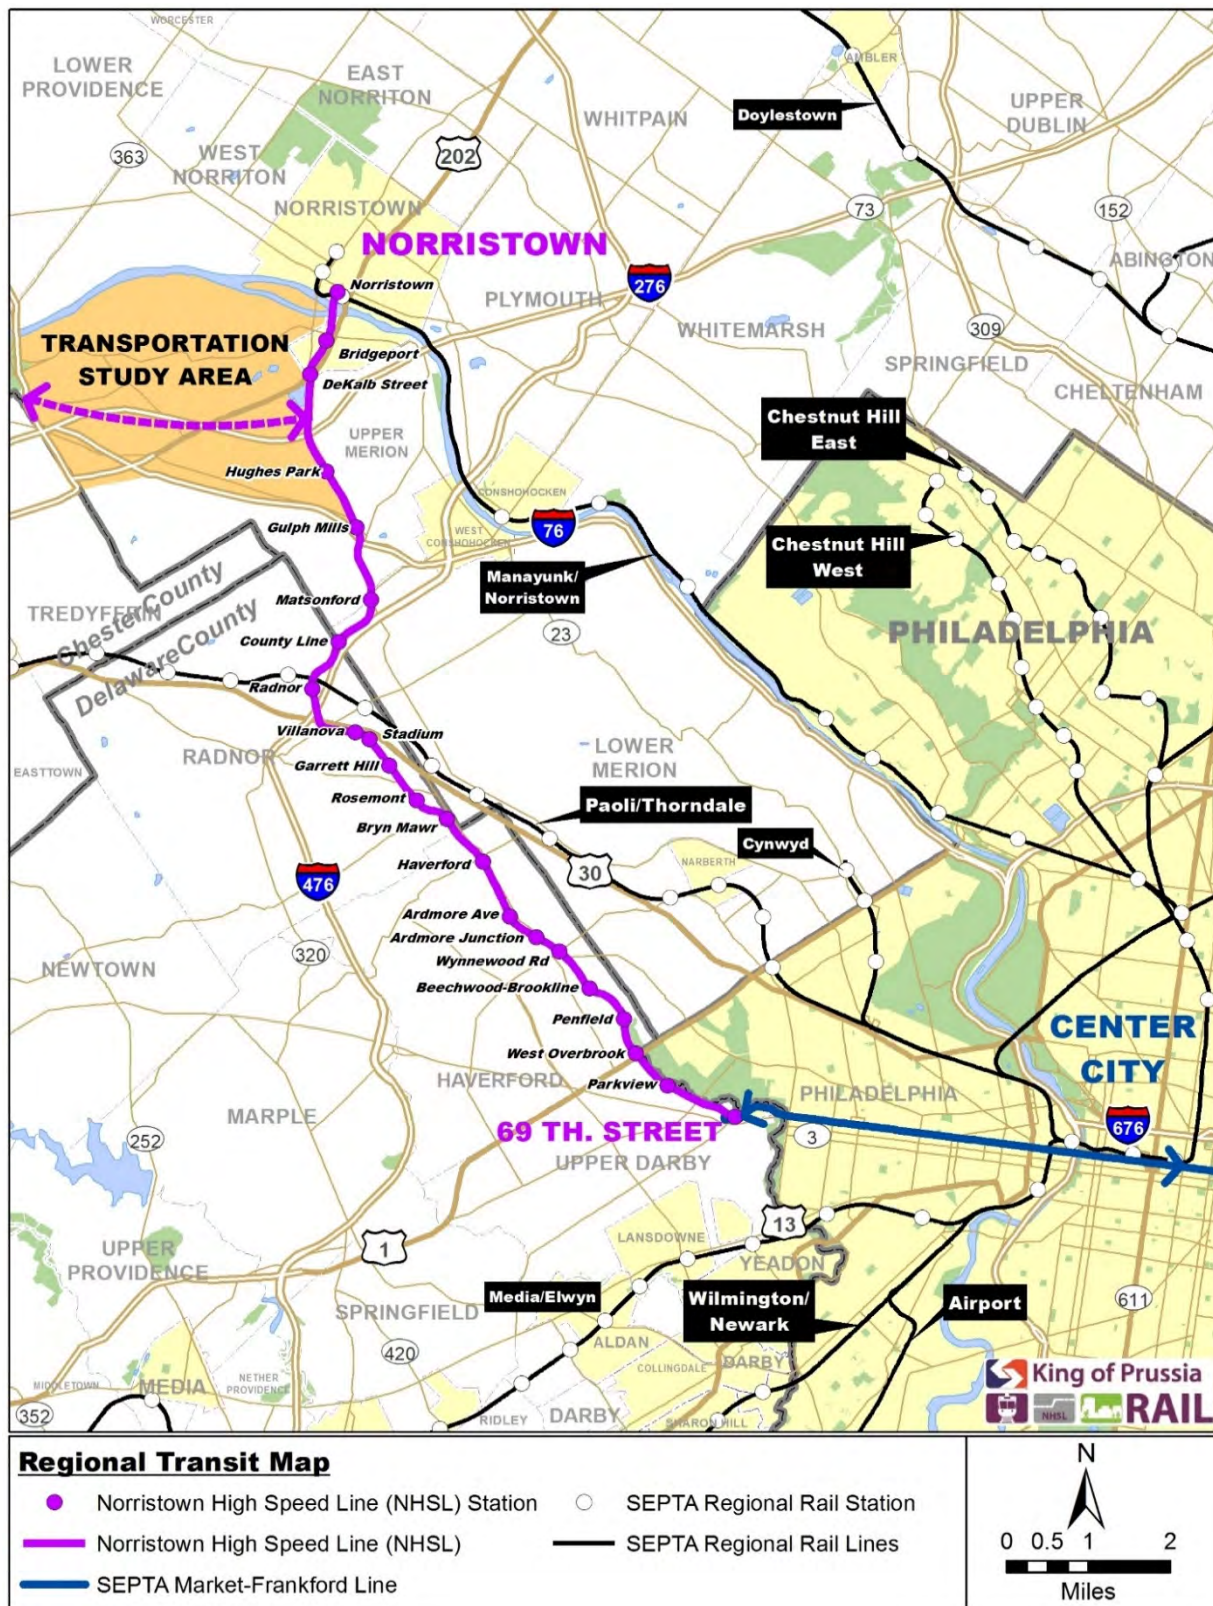 WORCESTER
LOWER
PROVIDENCE
EAST
NORRITON
AMBLER
WHITPAIN
Doylestown
UPPER
DUBLIN
363
WEST
NORRITON
202
NORRISTOWN
73
152
NORRISTOWN
ABINGTON
276
Norristown
PLYMOUTH
WHITEMARSH
309
TRANSPORTATION
STUDY AREA
Bridgeport
DeKalb Street
SPRINGFIELD
CHELTENHAM
Chestnut Hill
East
UPPER
MERION
Hughes Park
CONSHOHOCKEN
Gulph Mills
WEST
CONSHOHOCKEN
76
Chestnut Hill
West
Manayunk/
Norristown
TREDYFFRIN
Chester County
Delaware County
Matsonford
23
County Line
PHILADELPHIA
Radnor
Villanova
Stadium
RADNOR
LOWER
MERION
EASTTOWN
Garrett Hill
Rosemont
Paoli/Thorndale
Bryn Mawr
Cynwyd
Haverford
30
NARBERTH
476
Ardmore Ave
Ardmore Junction
320
Wynnewood Rd
NEWTOWN
Beechwood-Brookline
Penfield
CENTER
CITY
West Overbrook
HAVERFORD
Parkview
PHILADELPHIA
MARPLE
69 TH. STREET
676
252
3
UPPER DARBY
13
LANSDOWNE
1
UPPER
PROVIDENCE
YEADON
Media/Elwyn
Wilmington/
Newark
Airport
611
SPRINGFIELD
ALDAN
420
COLLINGDALE
DARBY
NETHER
PROVIDENCE
MIDDLETOWN
MEDIA
King of Prussia
NHSL
RAIL
352
RIDLEY
DARBY
SHARON HILL
Regional Transit Map
Norristown High Speed Line (NHSL) Station
SEPTA Regional Rail Station
Norristown High Speed Line (NHSL)
SEPTA Regional Rail Lines
SEPTA Market-Frankford Line
N
0 0.5 1 2
Miles